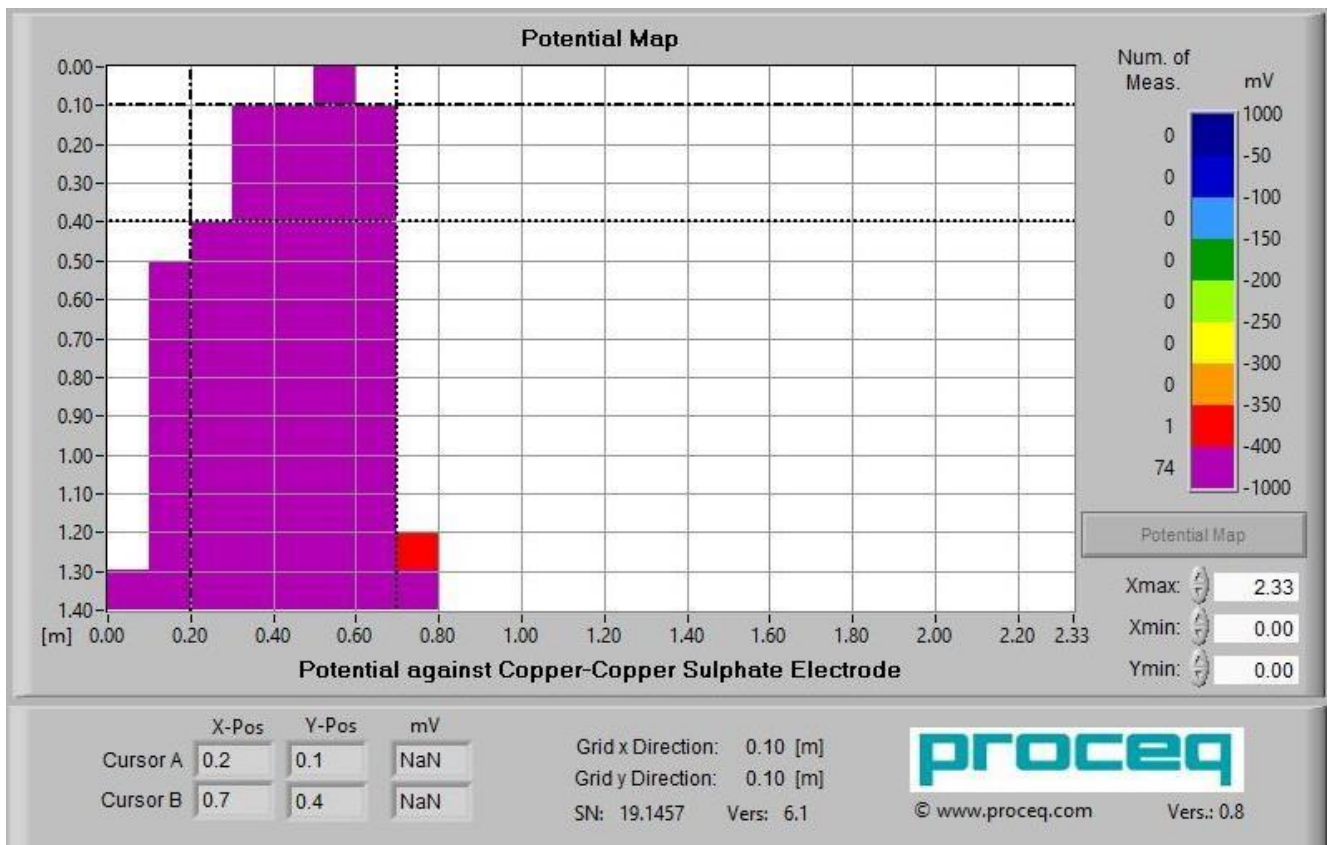 Potential Map
Num. of
Meas.
mV
0.00
0.10
0.20
0.30
0.40
0.50
0.60
0.70
0.80
0.90
1.00
1.10
1.20
1.30
1.40
[m] 0.00 0.20 0.40 0.60 0.80 1.00 1.20 1.40 1.60 1.80 2.00 2.20 2.33
Potential against Copper-Copper Sulphate Electrode
0
0
0
0
0
0
0
1
74
1000
-50
-100
-150
-200
-250
-300
-350
-400
-1000
Potential Map
Xmax: 2.33
Xmin: 0.00
Ymin: 0.00
X-Pos Y-Pos mV
Cursor A 0.2 0.1 NaN
Cursor B 0.7 0.4 NaN
Grid x Direction: 0.10 [m]
Grid y Direction: 0.10 [m]
SN: 19.1457 Vers: 6.1
proceq
© www.proceq.com Vers.: 0.8